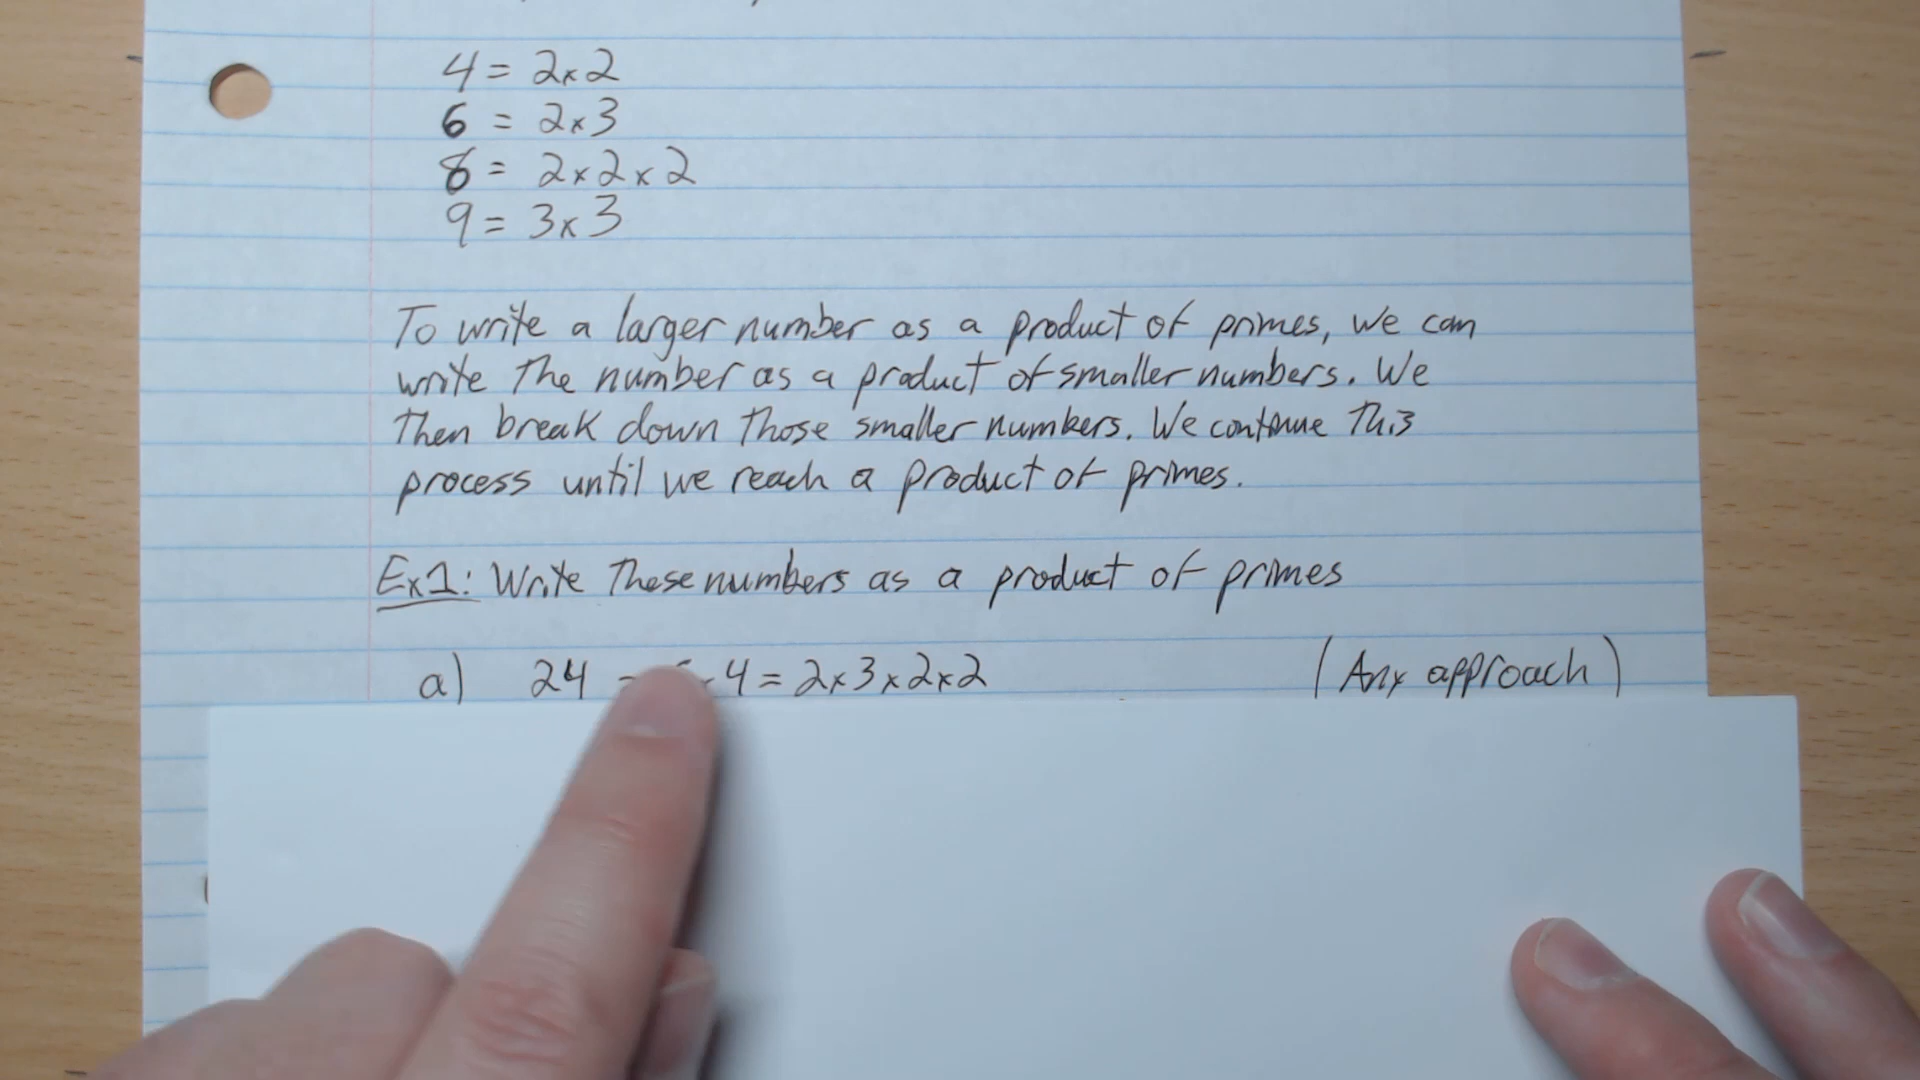 4 = 2x2
6 = 2x3
8 = 2x2x2
9 = 3x3
To write a larger number as a product of primes, we can
write the number as a product of smaller numbers. We
then break down those smaller numbers. We continue this
process until we reach a product of primes.
Ex1: Write these numbers as a product of primes
a) 24 4 = 2x3x2x2 (Any approach)